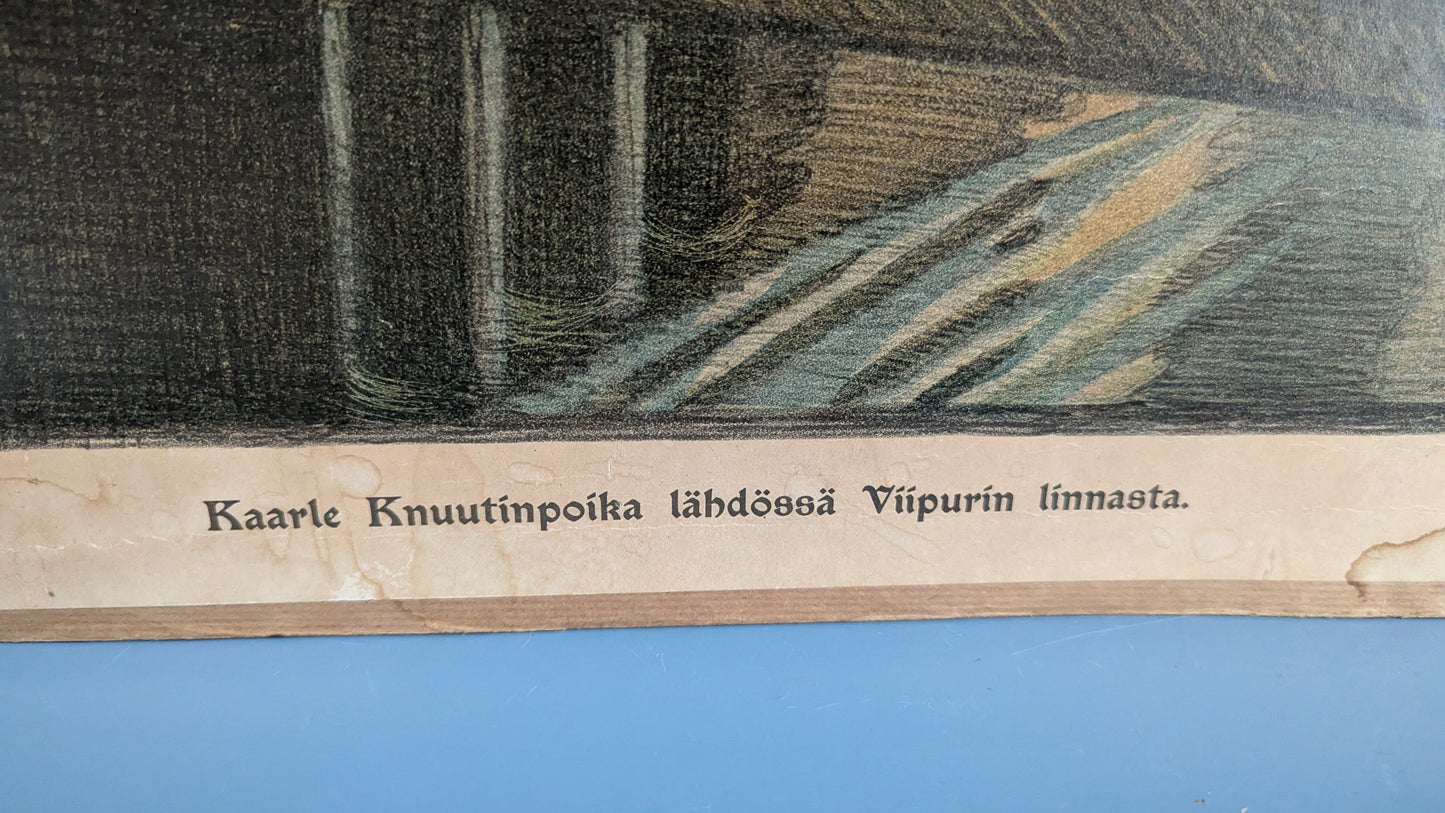 Kaarle Knuutinpoika lähdössä Viipurin linnasta.